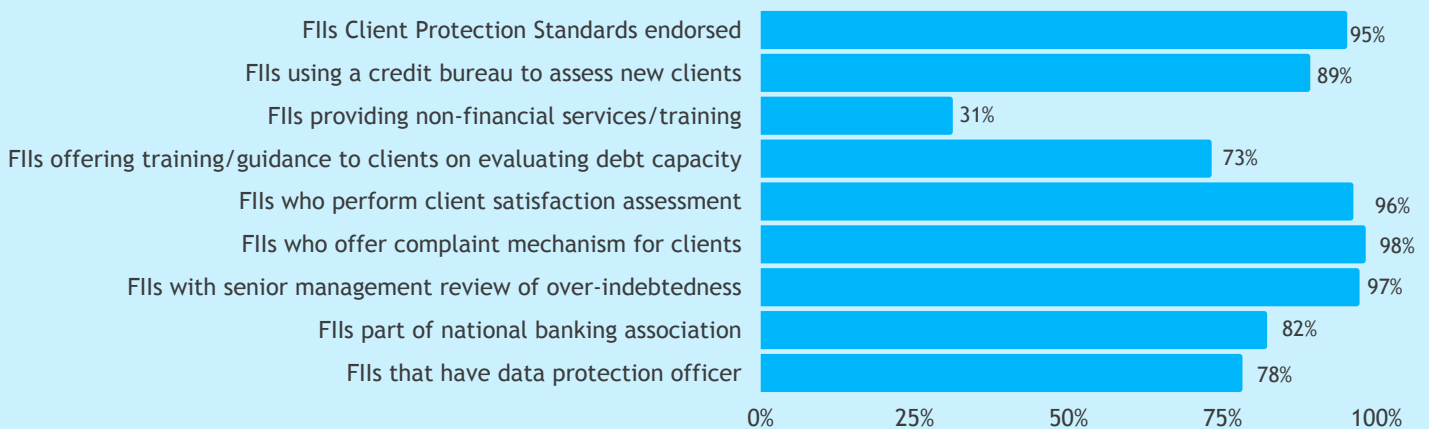 FIIs Client Protection Standards endorsed 95%
FIIs using a credit bureau to assess new clients 89%
FIIs providing non-financial services/training 31%
FIIs offering training/guidance to clients on evaluating debt capacity 73%
FIIs who perform client satisfaction assessment 96%
FIIs who offer complaint mechanism for clients 98%
FIIs with senior management review of over-indebtedness 97%
FIIs part of national banking association 82%
FIIs that have data protection officer 78%
0% 25% 50% 75% 100%